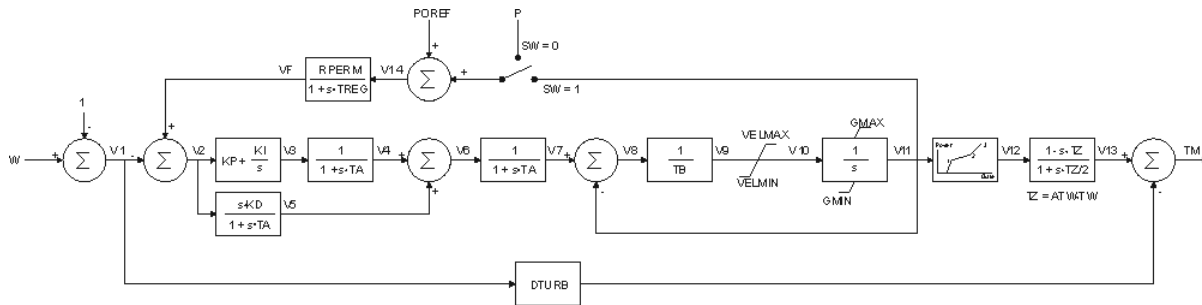 POREF
P
+
SW = 0
VF
RPERM
1 + s•TREG
V14
Σ
+
SW = 1
1
-
+
W
+
Σ
V1
-
Σ
V2
KP+
KI
s
V3
1
1 + s•TA
V4
+
Σ
V6
1
1 + s•TA
V7
+
Σ
V8
1
TB
V9
VELMAX
VELMIN
V10
GMAX
1
s
GMIN
V11
Power
Gate
V12
1 - s•TZ
1 + s•TZ/2
TZ = ATW•TW
V13
+
Σ
TM
-
s•KD
1 + s•TA
V5
+
-
DTURB